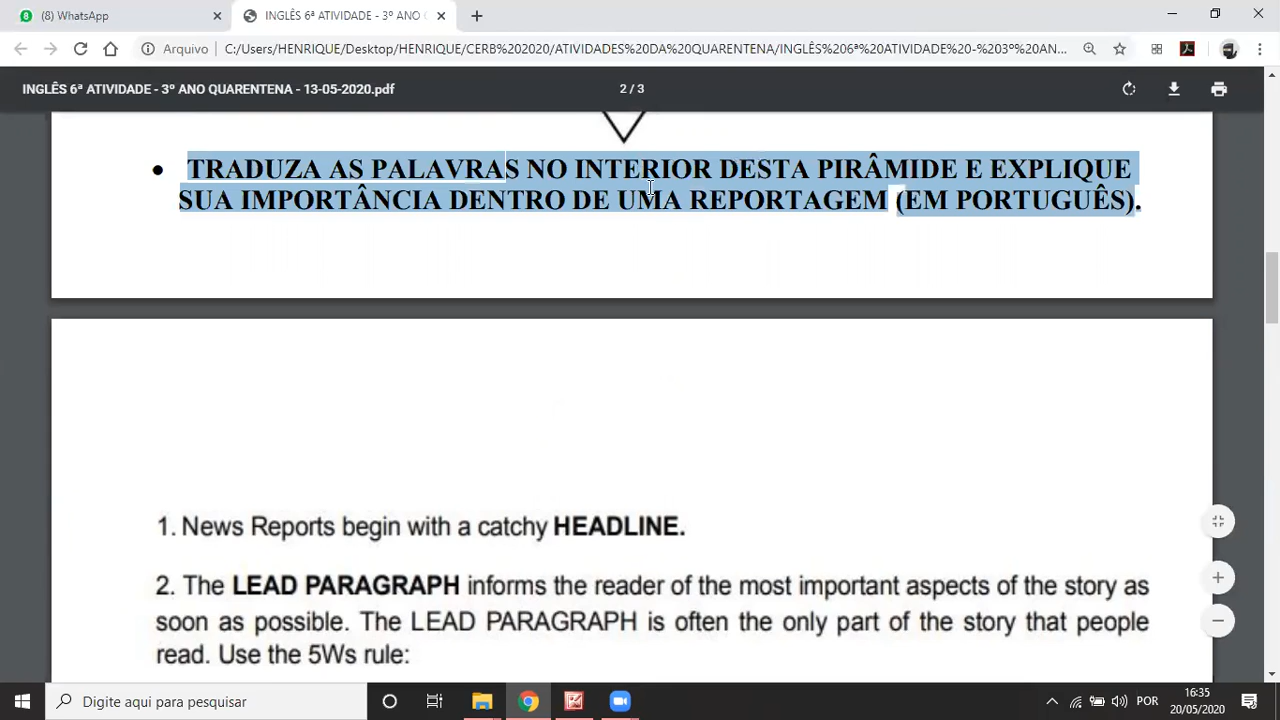 (8) WhatsApp
INGLÊS 6ª ATIVIDADE - 3º ANO
Arquivo C:/Users/HENRIQUE/Desktop/HENRIQUE/CERB%202020/ATIVIDADES%20DA%20QUARENTENA/INGLÊS%206ª%20ATIVIDADE%20-%203º%20AN...
INGLÊS 6ª ATIVIDADE - 3º ANO QUARENTENA - 13-05-2020.pdf
2 / 3
• TRADUZA AS PALAVRAS NO INTERIOR DESTA PIRÂMIDE E EXPLIQUE
SUA IMPORTÂNCIA DENTRO DE UMA REPORTAGEM (EM PORTUGUÊS).
1. News Reports begin with a catchy HEADLINE.
2. The LEAD PARAGRAPH informs the reader of the most important aspects of the story as
soon as possible. The LEAD PARAGRAPH is often the only part of the story that people
read. Use the 5Ws rule:
Digite aqui para pesquisar
POR
16:35
20/05/2020